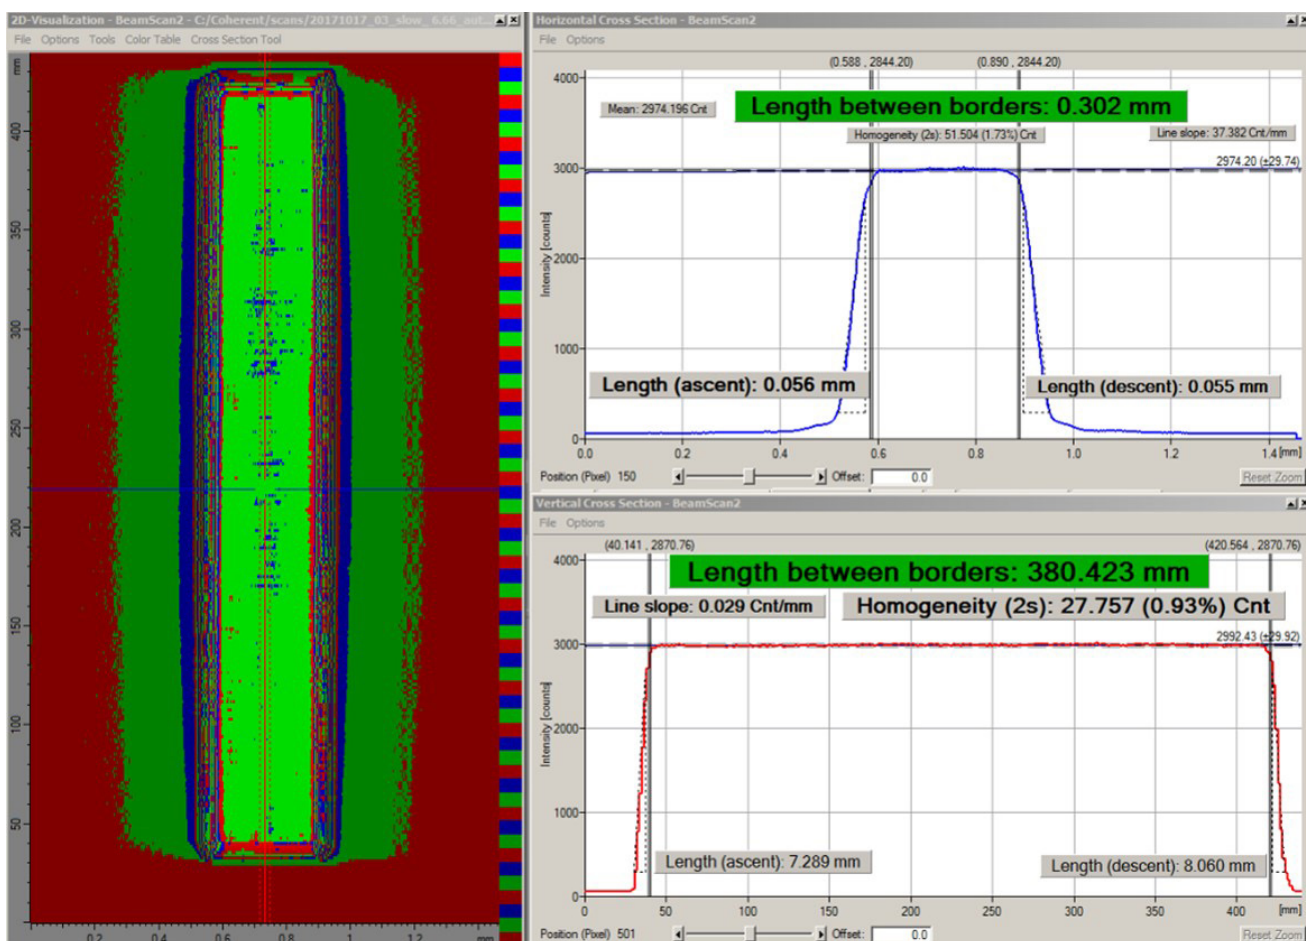 2D-Visualization - BeamScan2 - C:/Coherent/scans/20171017_03_slow_ 6.66_aut...
File Options Tools Color Table Cross Section Tool
mm
400
350
300
250
200
150
100
50
0.2 0.4 0.6 0.8 1 1.2 mm
Horizontal Cross Section - BeamScan2
File Options
(0.588 , 2844.20) (0.890 , 2844.20)
4000
Length between borders: 0.302 mm
Mean: 2974.196 Cnt
Homogeneity (2s): 51.504 (1.73%) Cnt
Line slope: 37.382 Cnt/mm
2974.20 (±29.74)
3000
Intensity [counts]
2000
1000
Length (ascent): 0.056 mm
Length (descent): 0.055 mm
0
0.0 0.2 0.4 0.6 0.8 1.0 1.2 1.4 [mm]
Position (Pixel) 150 Offset: 0.0 Reset Zoom
Vertical Cross Section - BeamScan2
File Options
(40.141 , 2870.76) (420.564 , 2870.76)
4000
Length between borders: 380.423 mm
Line slope: 0.029 Cnt/mm
Homogeneity (2s): 27.757 (0.93%) Cnt
2992.43 (±29.92)
3000
Intensity [counts]
2000
1000
Length (ascent): 7.289 mm
Length (descent): 8.060 mm
0
0 50 100 150 200 250 300 350 400 [mm]
Position (Pixel) 501 Offset: 0.0 Reset Zoom